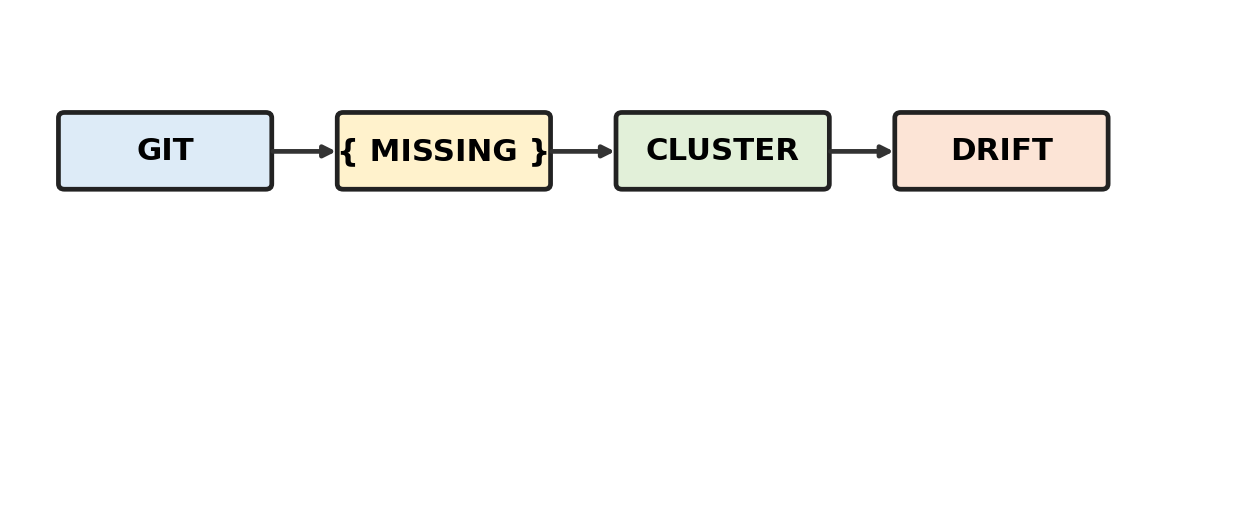 GIT
{ MISSING }
CLUSTER
DRIFT